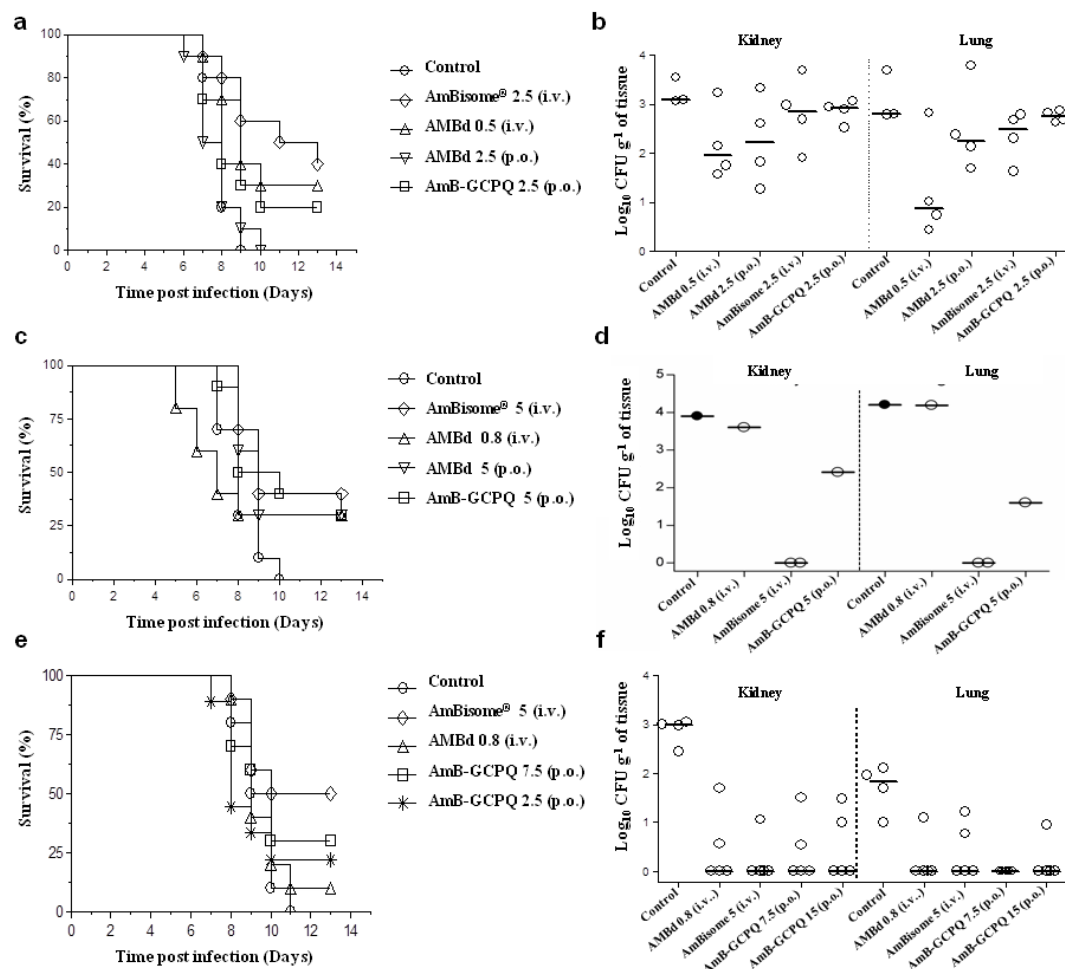 a
Survival (%)
100
80
60
40
20
0
0 2 4 6 8 10 12 14
Time post infection (Days)
Control
AmBisome® 2.5 (i.v.)
AMBd 0.5 (i.v.)
AMBd 2.5 (p.o.)
AmB-GCPQ 2.5 (p.o.)
b
Kidney Lung
Log10 CFU g-1 of tissue
4
3
2
1
0
Control
AMBd 0.5 (i.v.)
AMBd 2.5 (p.o.)
AmBisome 2.5 (i.v.)
AmB-GCPQ 2.5 (p.o.)
Control
AMBd 0.5 (i.v.)
AMBd 2.5 (p.o.)
AmBisome 2.5 (i.v.)
AmB-GCPQ 2.5 (p.o.)
c
Survival (%)
100
75
50
25
0
0 2 4 6 8 10 12 14
Time post infection (Days)
Control
AmBisome® 5 (i.v.)
AMBd 0.8 (i.v.)
AMBd 5 (p.o.)
AmB-GCPQ 5 (p.o.)
d
Kidney Lung
Log10 CFU g-1 of tissue
5
4
3
2
1
0
Control
AMBd 0.8 (i.v.)
AmBisome 5 (i.v.)
AmB-GCPQ 5 (p.o.)
Control
AMBd 0.8 (i.v.)
AmBisome 5 (i.v.)
AmB-GCPQ 5 (p.o.)
e
Survival (%)
100
75
50
25
0
0 2 4 6 8 10 12 14
Time post infection (Days)
Control
AmBisome® 5 (i.v.)
AMBd 0.8 (i.v.)
AmB-GCPQ 7.5 (p.o.)
AmB-GCPQ 2.5 (p.o.)
f
Kidney Lung
Log10 CFU g-1 of tissue
4
3
2
1
0
Control
AMBd 0.8 (i.v.)
AmBisome 5 (i.v.)
AmB-GCPQ 7.5 (p.o.)
AmB-GCPQ 15 (p.o.)
Control
AMBd 0.8 (i.v.)
AmBisome 5 (i.v.)
AmB-GCPQ 7.5 (p.o.)
AmB-GCPQ 15 (p.o.)